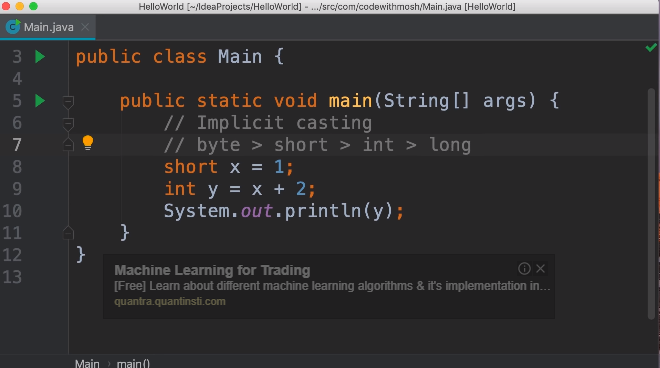 HelloWorld [~/IdeaProjects/HelloWorld] - .../src/com/codewithmosh/Main.java [HelloWorld]
Main.java
3 public class Main {
4
5 public static void main(String[] args) {
6 // Implicit casting
7 // byte > short > int > long
8 short x = 1;
9 int y = x + 2;
10 System.out.println(y);
11 }
12 }
13
Machine Learning for Trading
[Free] Learn about different machine learning algorithms & it's implementation in...
quantra.quantinsti.com
Main › main()